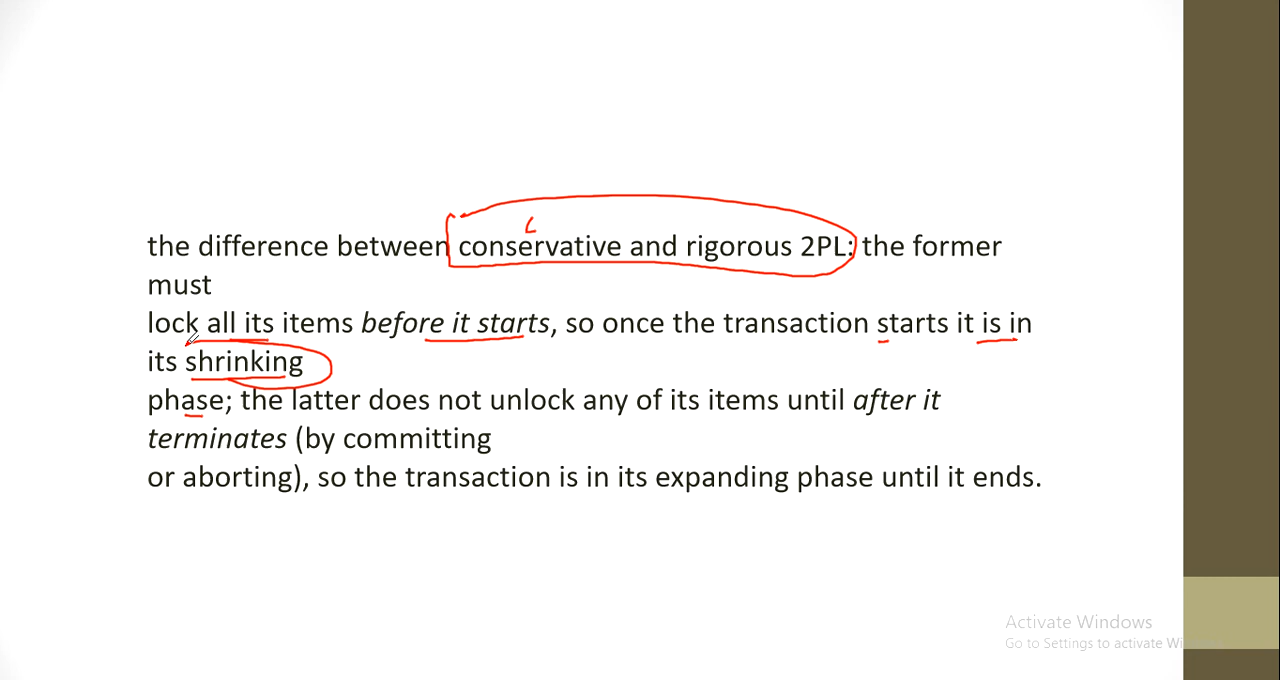 the difference between conservative and rigorous 2PL: the former
must
lock all its items before it starts, so once the transaction starts it is in
its shrinking
phase; the latter does not unlock any of its items until after it
terminates (by committing
or aborting), so the transaction is in its expanding phase until it ends.
Activate Windows
Go to Settings to activate Windows.